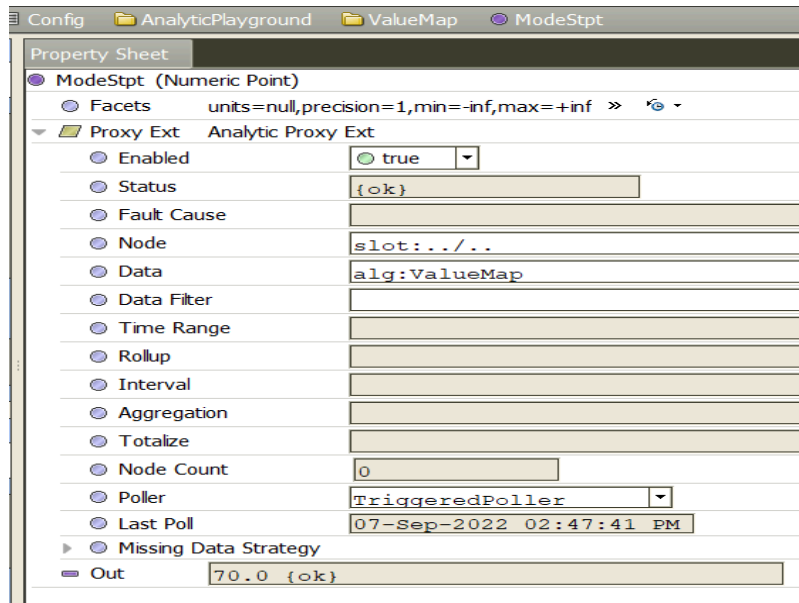 Config AnalyticPlayground ValueMap ModeStpt
Property Sheet
ModeStpt (Numeric Point)
Facets units=null,precision=1,min=-inf,max=+inf »
Proxy Ext Analytic Proxy Ext
Enabled true
Status {ok}
Fault Cause
Node slot:../..
Data alg:ValueMap
Data Filter
Time Range
Rollup
Interval
Aggregation
Totalize
Node Count 0
Poller TriggeredPoller
Last Poll 07-Sep-2022 02:47:41 PM
Missing Data Strategy
Out 70.0 {ok}